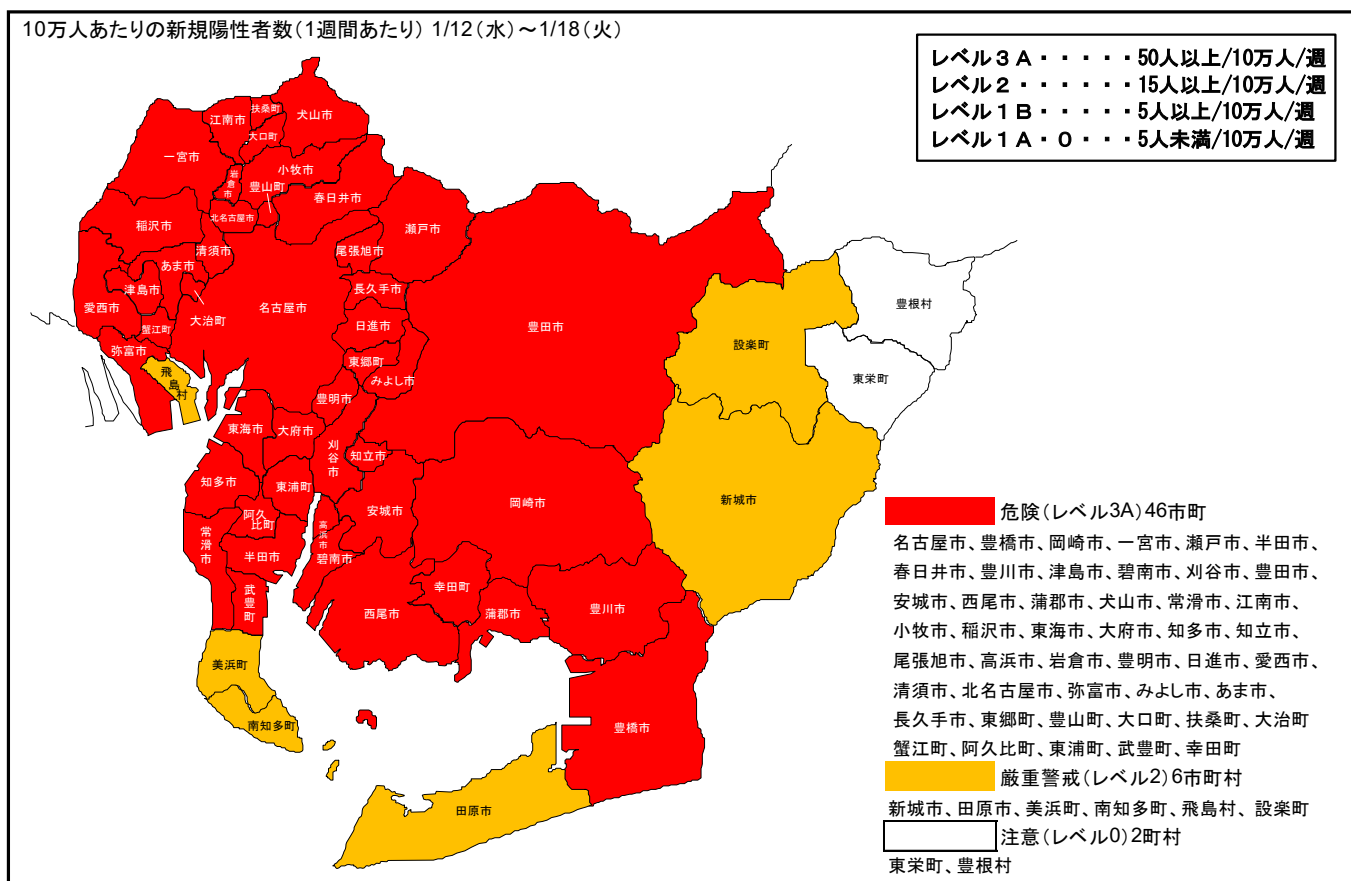 10万人あたりの新規陽性者数(1週間あたり) 1/12(水)～1/18(火)
レベル3A・・・・・50人以上/10万人/週
レベル2・・・・・・15人以上/10万人/週
レベル1B・・・・・5人以上/10万人/週
レベル1A・0・・・5人未満/10万人/週
扶桑町
犬山市
江南市
大口町
一宮市
小牧市
岩倉市
豊山町
春日井市
北名古屋市
稲沢市
瀬戸市
清須市
尾張旭市
あま市
津島市
長久手市
愛西市
大治町
名古屋市
蟹江町
日進市
豊田市
弥富市
東郷町
飛島村
みよし市
豊明市
豊根村
設楽町
東栄町
東海市
大府市
刈谷市
知立市
知多市
東浦町
新城市
岡崎市
安城市
阿久比町
常滑市
高浜市
半田市
碧南市
武豊町
西尾市
幸田町
蒲郡市
豊川市
美浜町
南知多町
豊橋市
田原市
危険(レベル3A)46市町
名古屋市、豊橋市、岡崎市、一宮市、瀬戸市、半田市、
春日井市、豊川市、津島市、碧南市、刈谷市、豊田市、
安城市、西尾市、蒲郡市、犬山市、常滑市、江南市、
小牧市、稲沢市、東海市、大府市、知多市、知立市、
尾張旭市、高浜市、岩倉市、豊明市、日進市、愛西市、
清須市、北名古屋市、弥富市、みよし市、あま市、
長久手市、東郷町、豊山町、大口町、扶桑町、大治町
蟹江町、阿久比町、東浦町、武豊町、幸田町
厳重警戒(レベル2)6市町村
新城市、田原市、美浜町、南知多町、飛島村、設楽町
注意(レベル0)2町村
東栄町、豊根村